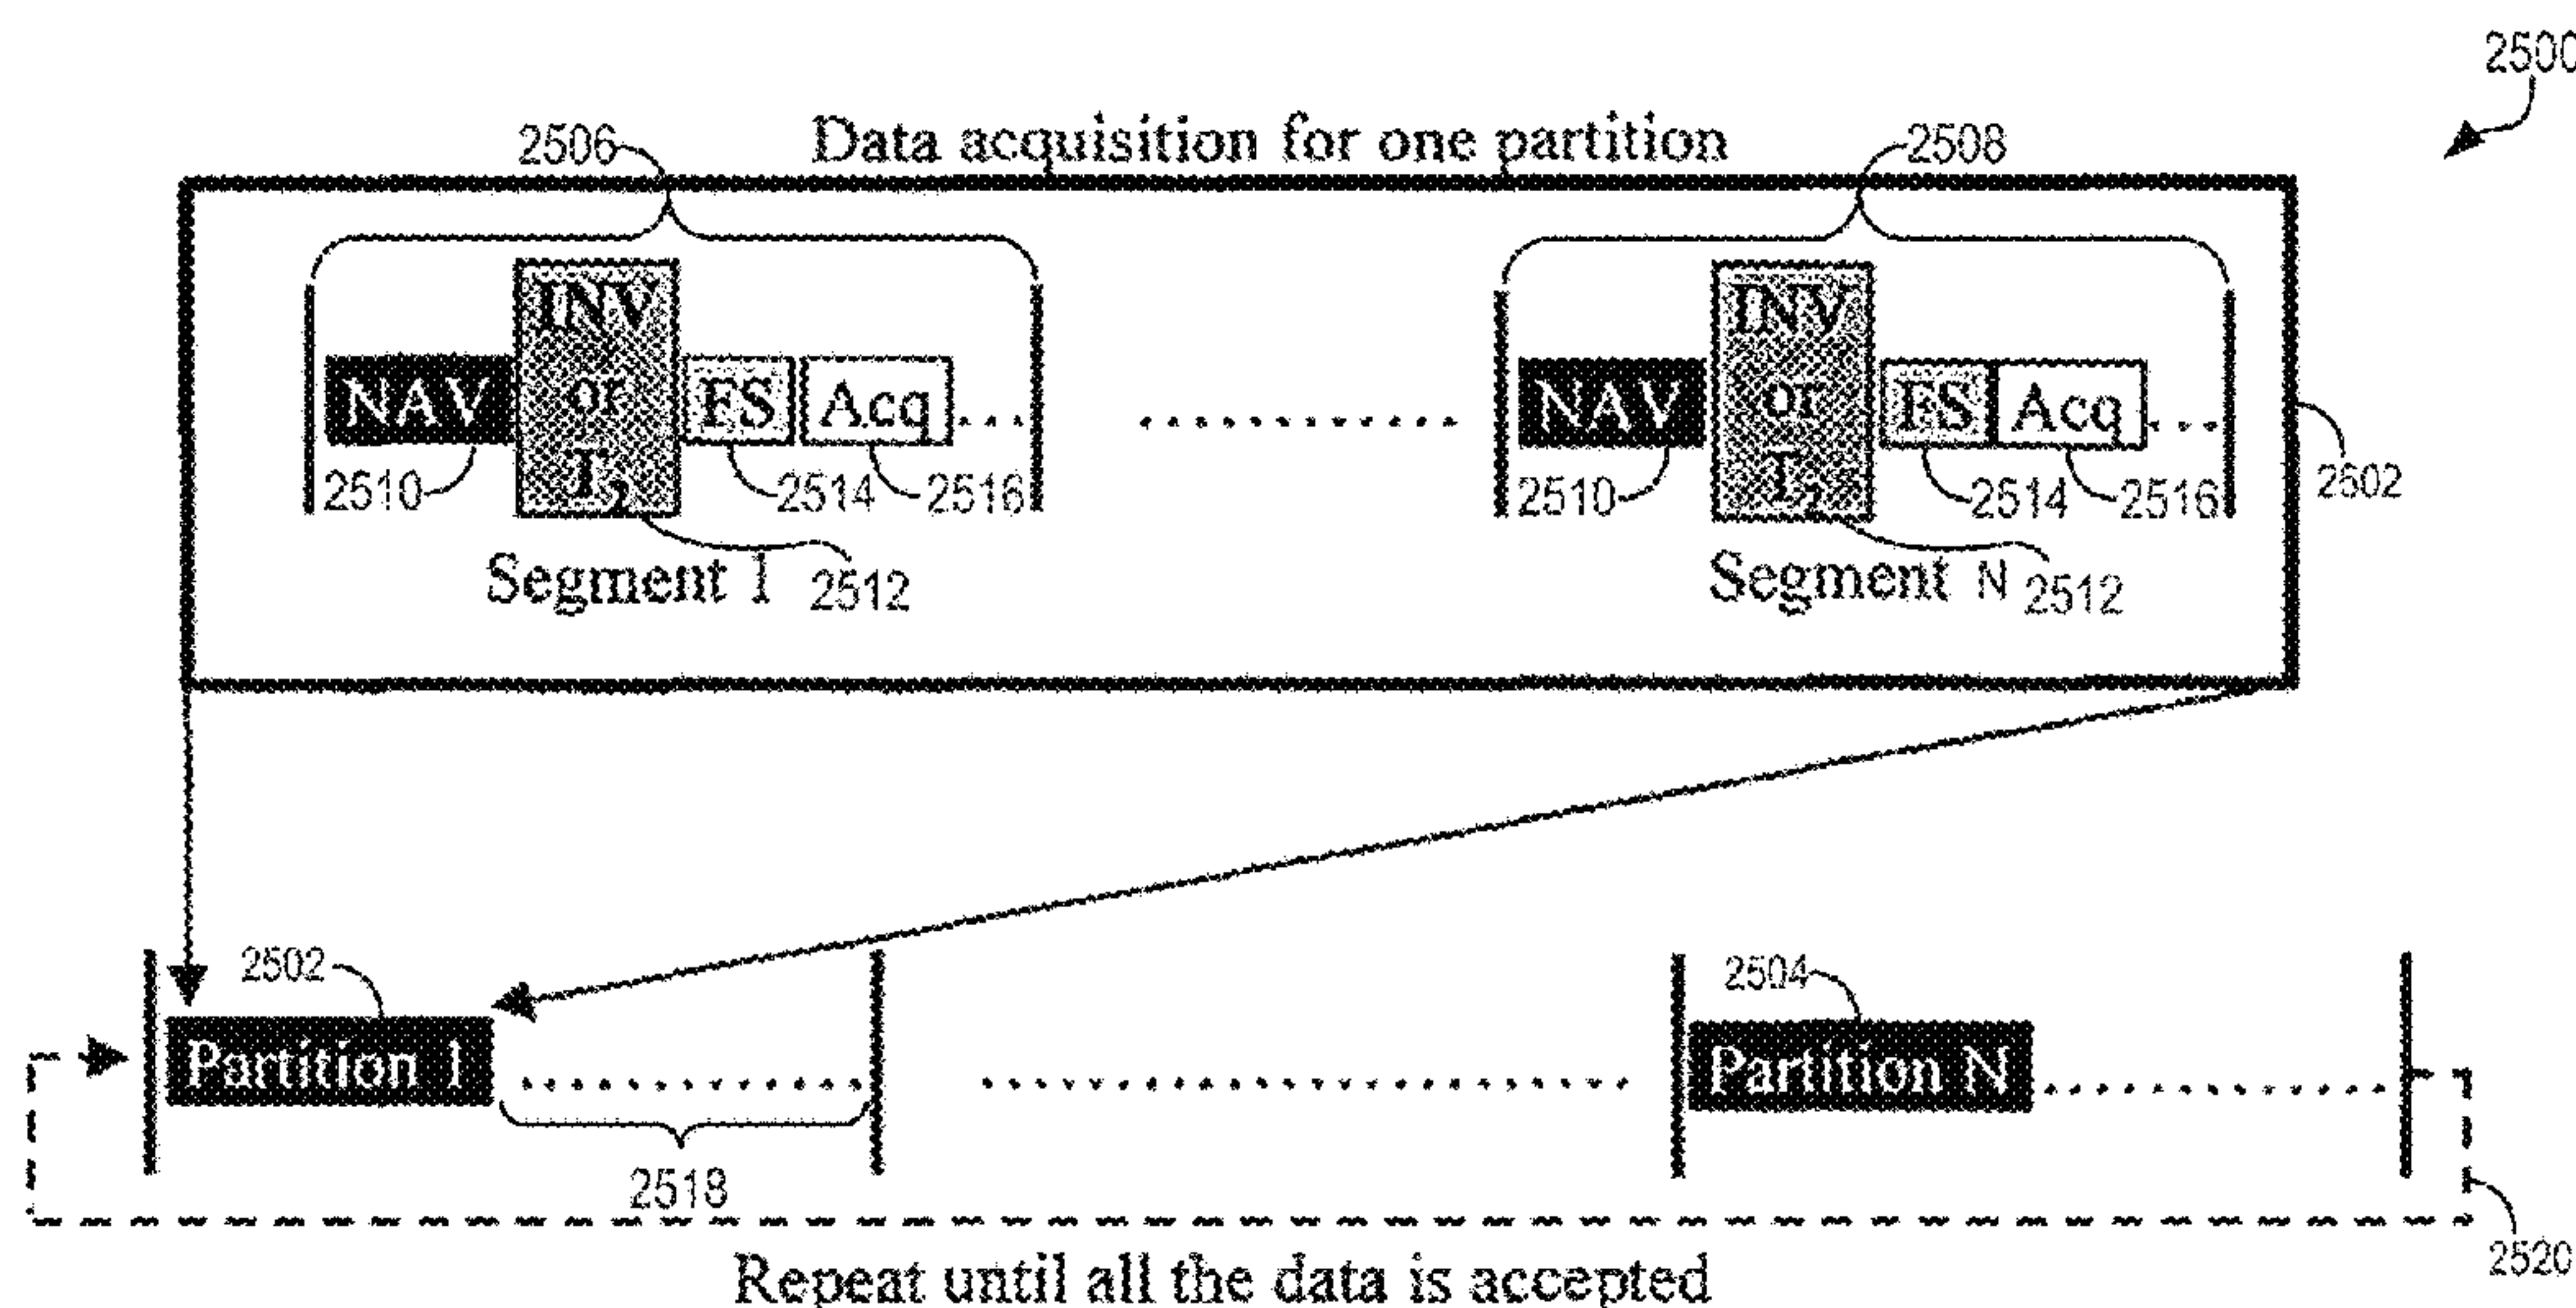 2500
2506 Data acquisition for one partition 2508
NAV INV or T₂ FS Acq NAV INV or T₂ FS Acq
2510 2514 2516 2510 2514 2516 2502
Segment 1 2512 Segment N 2512
2502 2504
Partition 1 Partition N
2518
2520
Repeat until all the data is accepted